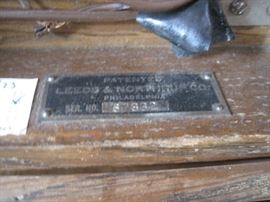 PATENTED
LEEDS & NORTHRUP CO.
PHILADELPHIA
SER. NO.